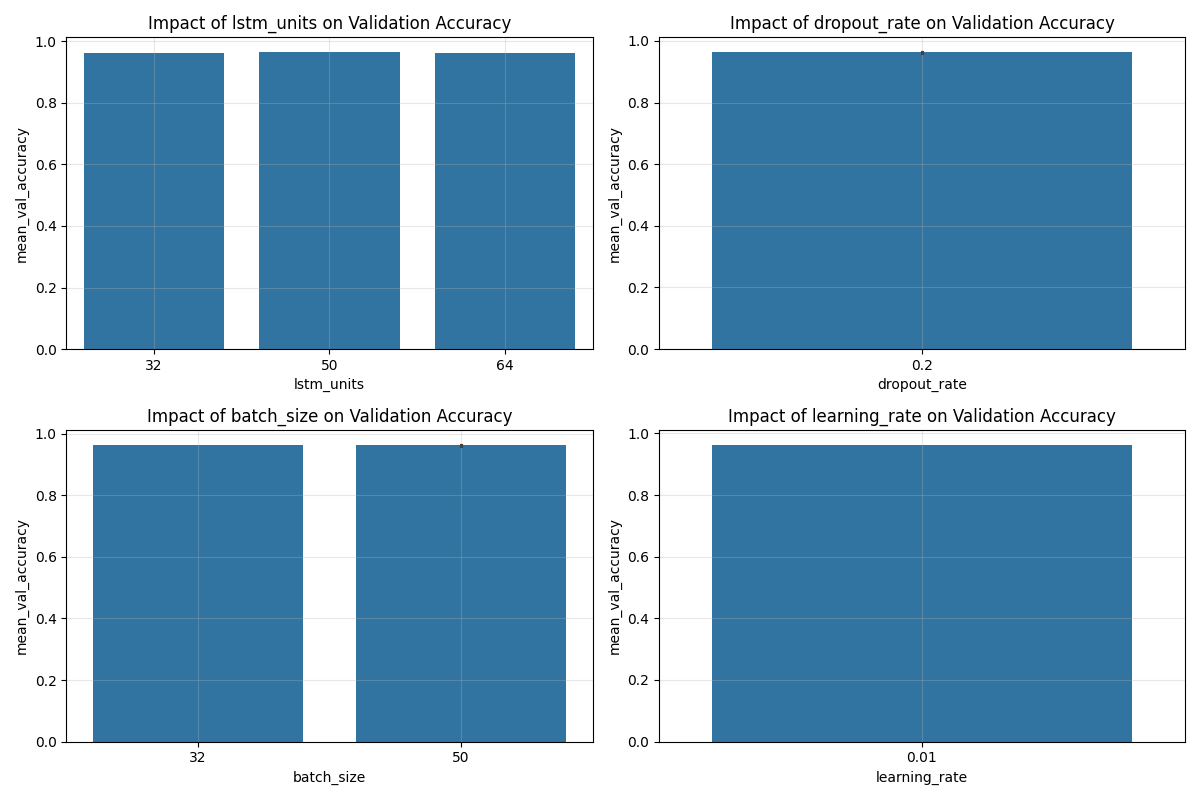 Impact of lstm_units on Validation Accuracy
1.0
0.8
0.6
0.4
0.2
0.0
mean_val_accuracy
32 50 64
lstm_units
Impact of dropout_rate on Validation Accuracy
1.0
0.8
0.6
0.4
0.2
0.0
mean_val_accuracy
0.2
dropout_rate
Impact of batch_size on Validation Accuracy
1.0
0.8
0.6
0.4
0.2
0.0
mean_val_accuracy
32 50
batch_size
Impact of learning_rate on Validation Accuracy
1.0
0.8
0.6
0.4
0.2
0.0
mean_val_accuracy
0.01
learning_rate